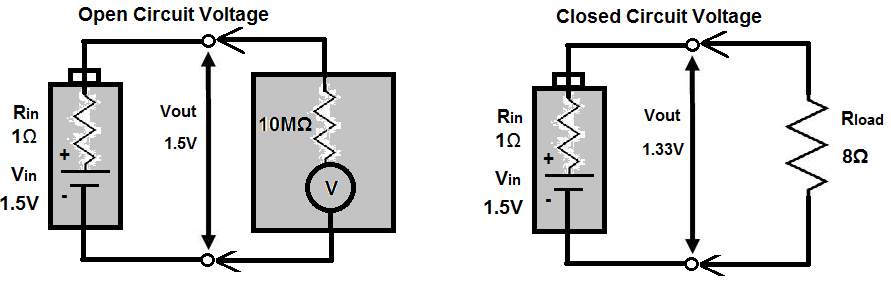 Open Circuit Voltage
Rin
1Ω
Vin
1.5V
+
-
Vout
1.5V
10MΩ
V
Closed Circuit Voltage
Rin
1Ω
Vin
1.5V
+
-
Vout
1.33V
Rload
8Ω